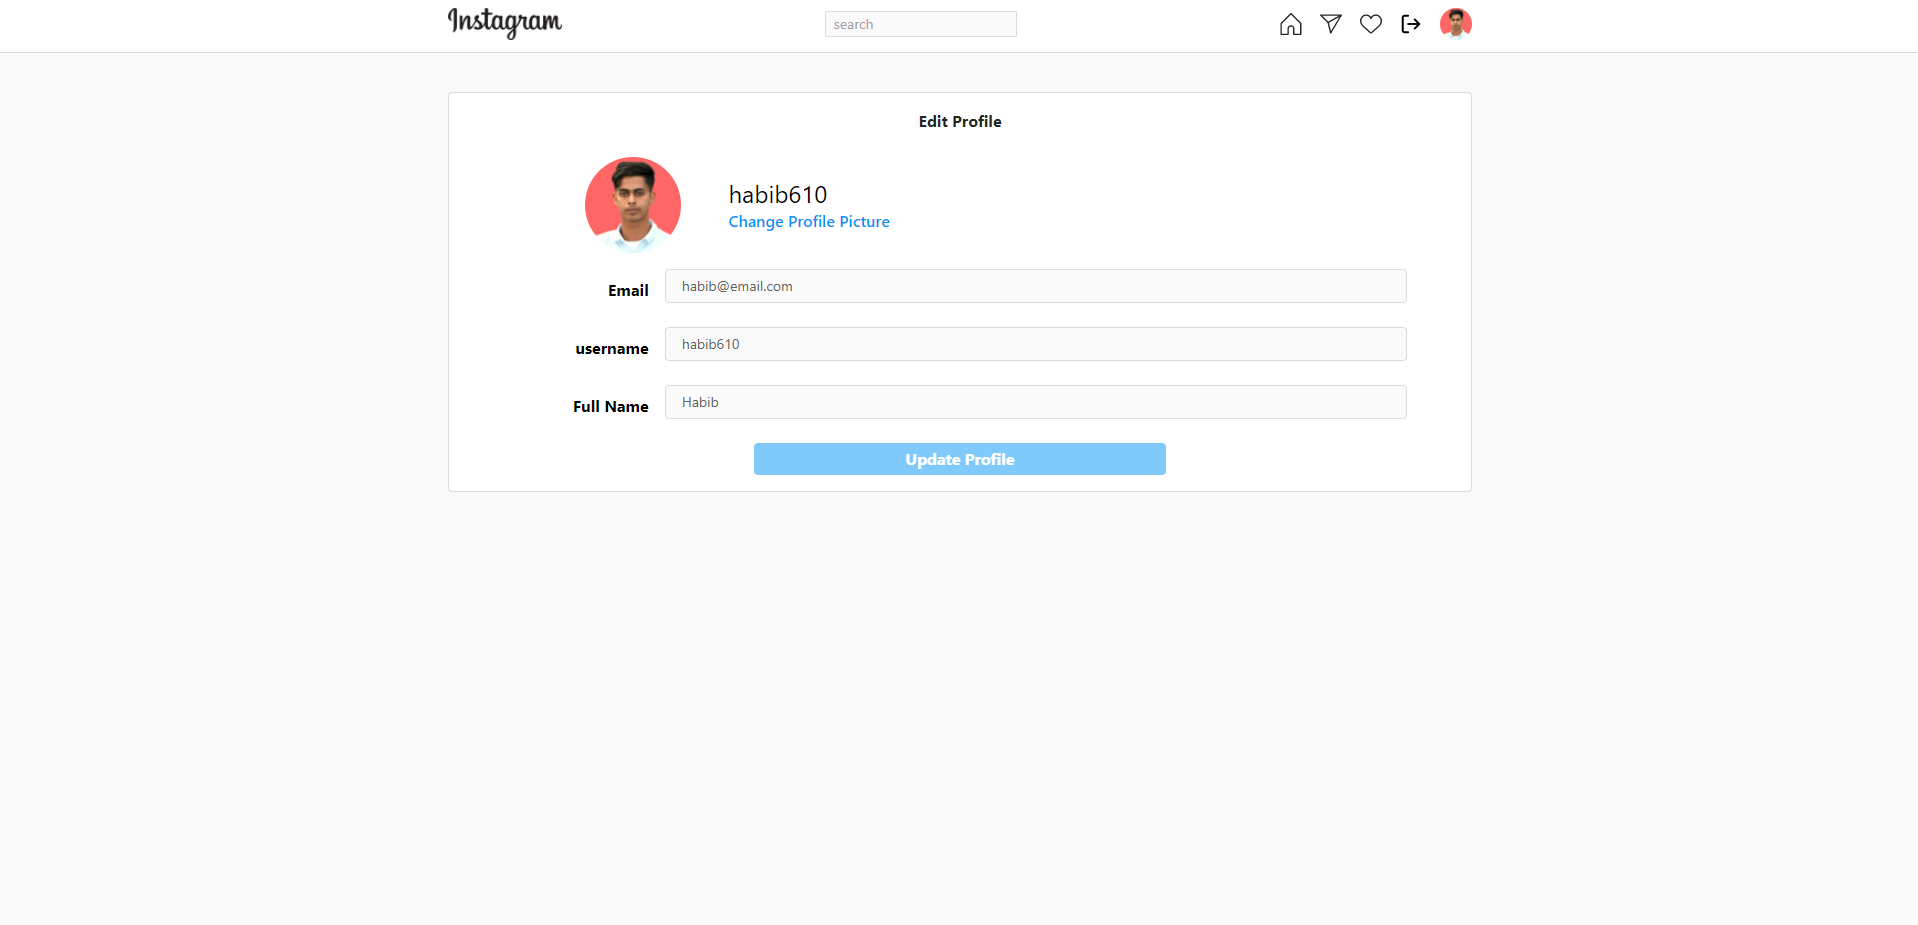 Instagram
search
Edit Profile
habib610
Change Profile Picture
Email
habib@email.com
username
habib610
Full Name
Habib
Update Profile